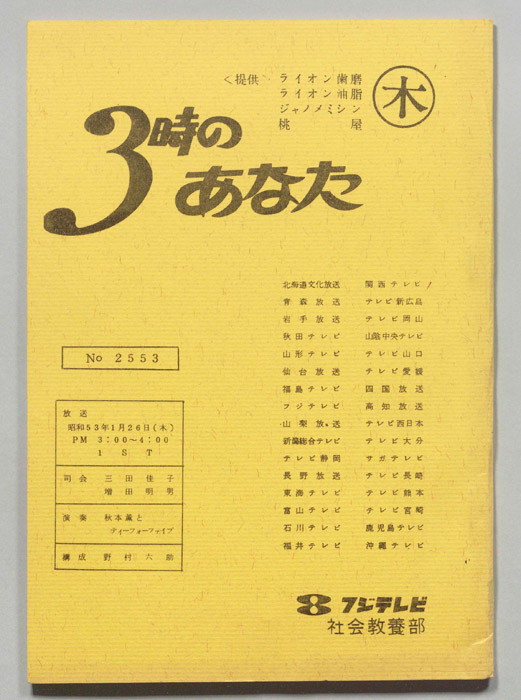 <提供> ライオン歯磨
ライオン油脂
ジャノメミシン
桃屋
木
3時の
あなた
北海道文化放送 関西テレビ
青森放送 テレビ新広島
岩手放送 テレビ岡山
秋田テレビ 山陰中央テレビ
山形テレビ テレビ山口
仙台放送 テレビ愛媛
福島テレビ 四国放送
フジテレビ 高知放送
山梨放送 テレビ西日本
新潟総合テレビ テレビ大分
テレビ静岡 サガテレビ
長野放送 テレビ長崎
東海テレビ テレビ熊本
富山テレビ テレビ宮崎
石川テレビ 鹿児島テレビ
福井テレビ 沖縄テレビ
No 2553
放送
昭和53年1月26日(木)
PM 3:00~4:00
1 S T
司会 三田佳子
増田明男
演奏 秋本薫と
ティーフォーファイブ
構成 野村六助
8 フジテレビ
社会教養部